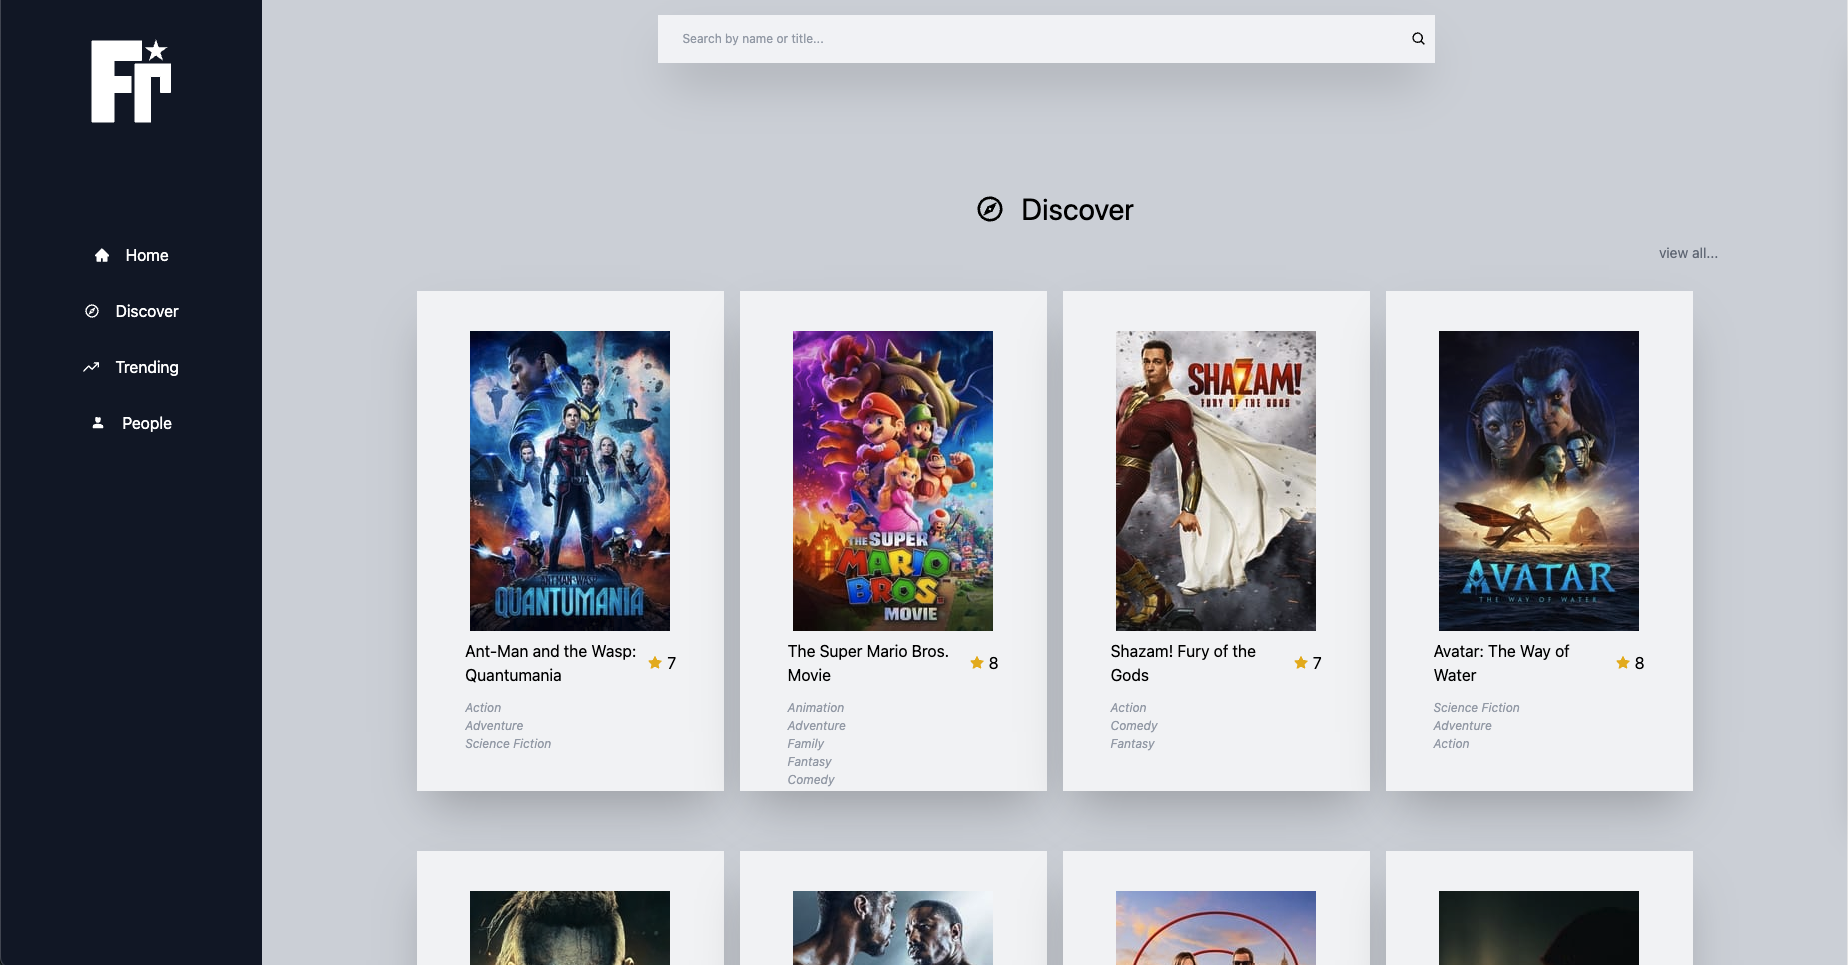 Fr
Search by name or title...
Discover
view all...
Home
Discover
Trending
People
ANT-MAN AND THE WASP
QUANTUMANIA
THE SUPER
MARIO
BROS.
MOVIE
SHAZAM!
FURY OF THE GODS
AVATAR
THE WAY OF WATER
Ant-Man and the Wasp:
Quantumania
7
Action
Adventure
Science Fiction
The Super Mario Bros.
Movie
8
Animation
Adventure
Family
Fantasy
Comedy
Shazam! Fury of the
Gods
7
Action
Comedy
Fantasy
Avatar: The Way of
Water
8
Science Fiction
Adventure
Action